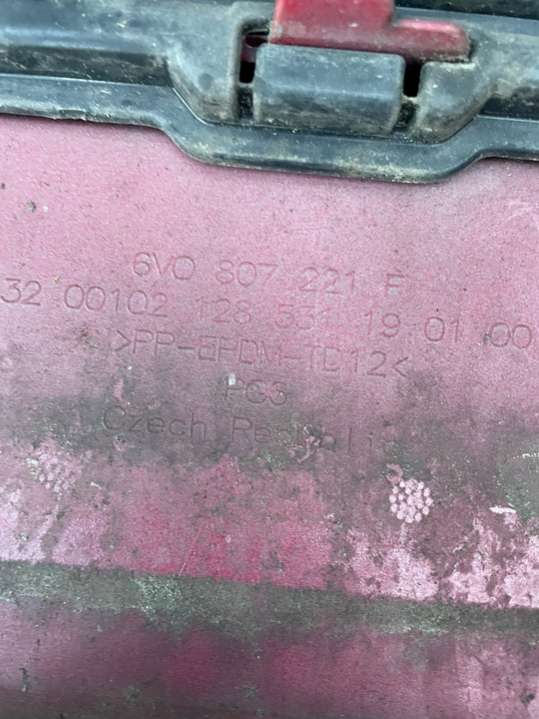 6V0 807 221 F
32 00102 128 531 19 01 00
>PP-EPDM-TD12<
PC3
Czech